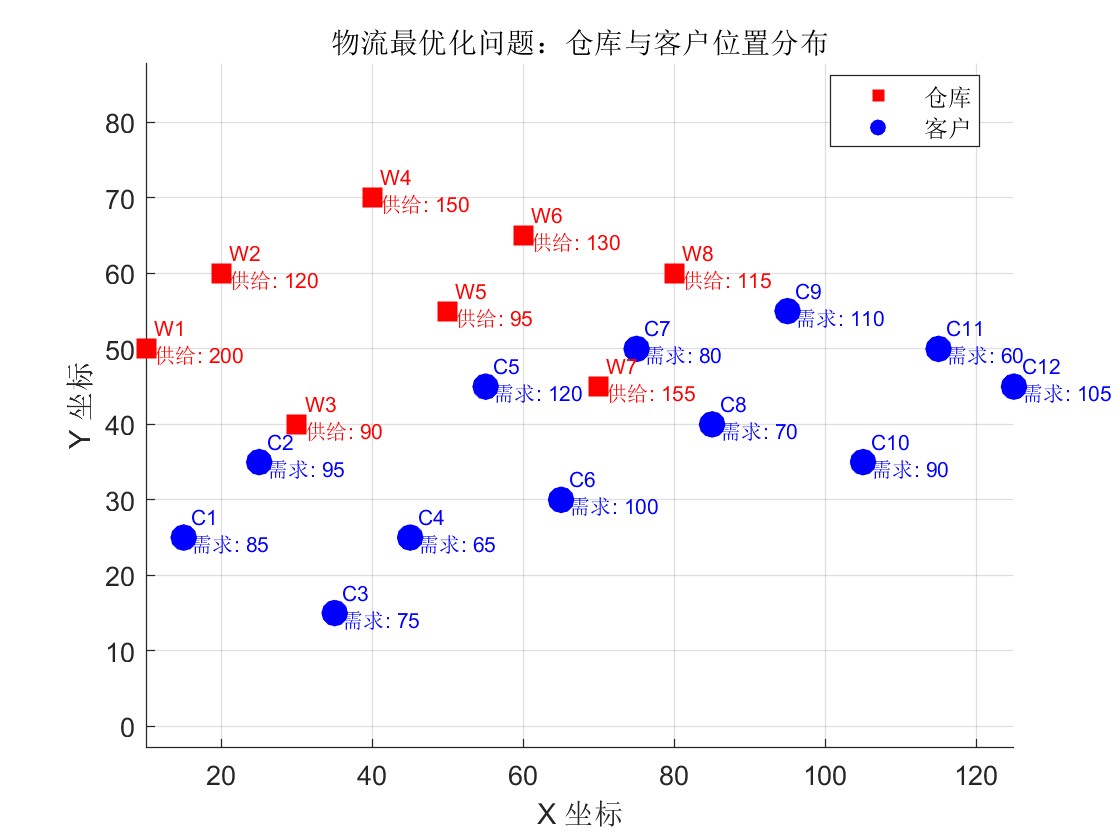 物流最优化问题：仓库与客户位置分布
仓库
客户
80
70
60
50
40
30
20
10
0
Y 坐标
W4
供给: 150
W6
供给: 130
W2
供给: 120
W8
供给: 115
W5
供给: 95
C9
需求: 110
W1
供给: 200
C7
需求: 80
C11
需求: 60
C5
需求: 120
W7
供给: 155
C12
需求: 105
W3
供给: 90
C8
需求: 70
C2
需求: 95
C10
需求: 90
C6
需求: 100
C1
需求: 85
C4
需求: 65
C3
需求: 75
20
40
60
80
100
120
X 坐标